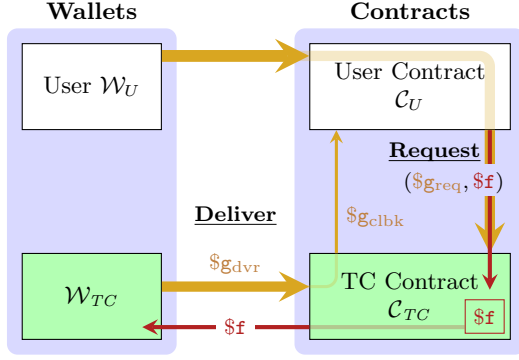 Wallets
Contracts
User W_U
User Contract
C_U
Request
($g_req, $f)
Deliver
$g_clbk
$g_dvr
W_TC
TC Contract
C_TC
$f
$f